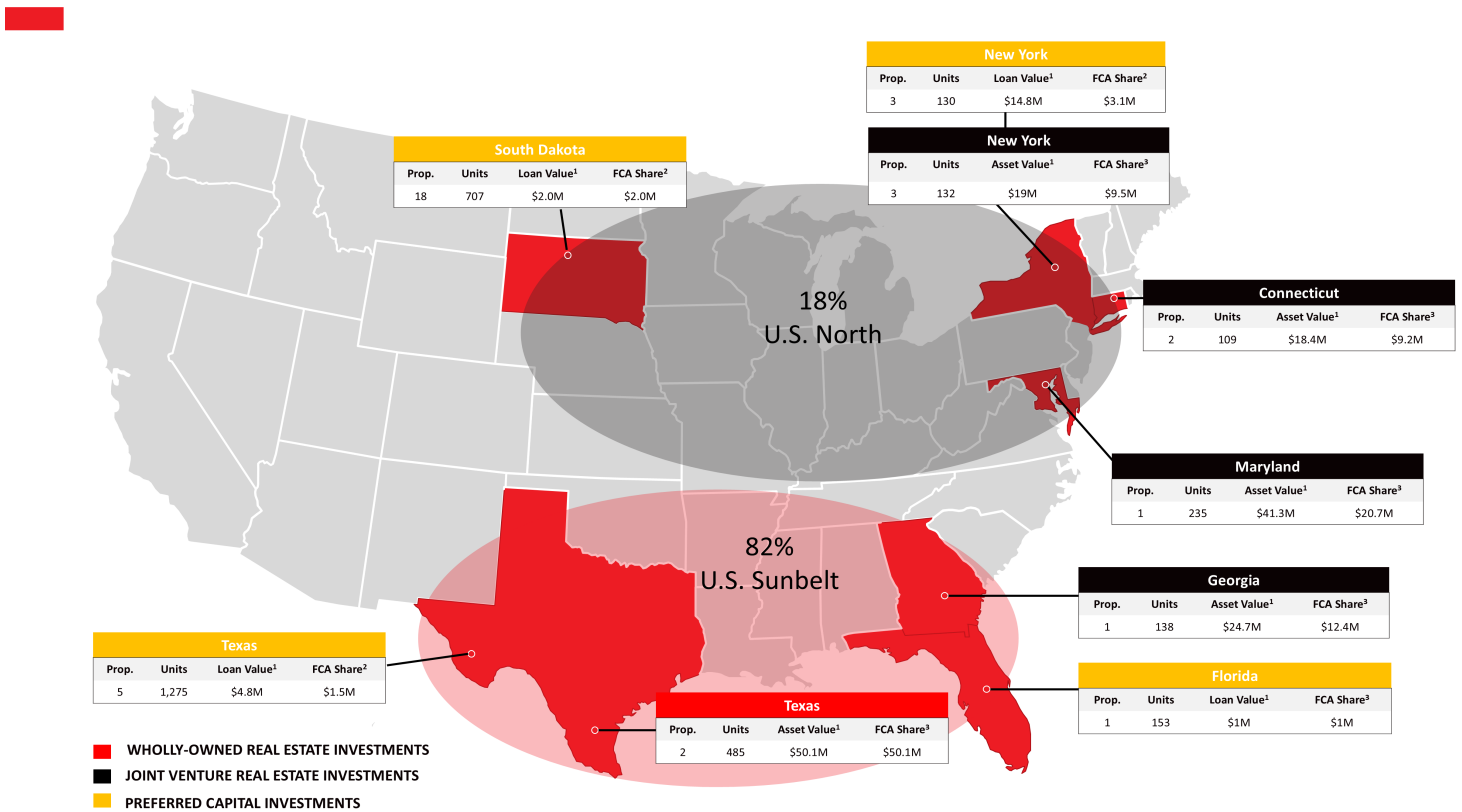 New York
Prop. Units Loan Value1 FCA Share2
3 130 $14.8M $3.1M
New York
Prop. Units Asset Value1 FCA Share3
3 132 $19M $9.5M
South Dakota
Prop. Units Loan Value1 FCA Share2
18 707 $2.0M $2.0M
18%
U.S. North
Connecticut
Prop. Units Asset Value1 FCA Share3
2 109 $18.4M $9.2M
Maryland
Prop. Units Asset Value1 FCA Share3
1 235 $41.3M $20.7M
82%
U.S. Sunbelt
Georgia
Prop. Units Asset Value1 FCA Share3
1 138 $24.7M $12.4M
Texas
Prop. Units Loan Value1 FCA Share2
5 1,275 $4.8M $1.5M
Florida
Prop. Units Loan Value1 FCA Share3
1 153 $1M $1M
Texas
Prop. Units Asset Value1 FCA Share3
2 485 $50.1M $50.1M
WHOLLY-OWNED REAL ESTATE INVESTMENTS
JOINT VENTURE REAL ESTATE INVESTMENTS
PREFERRED CAPITAL INVESTMENTS